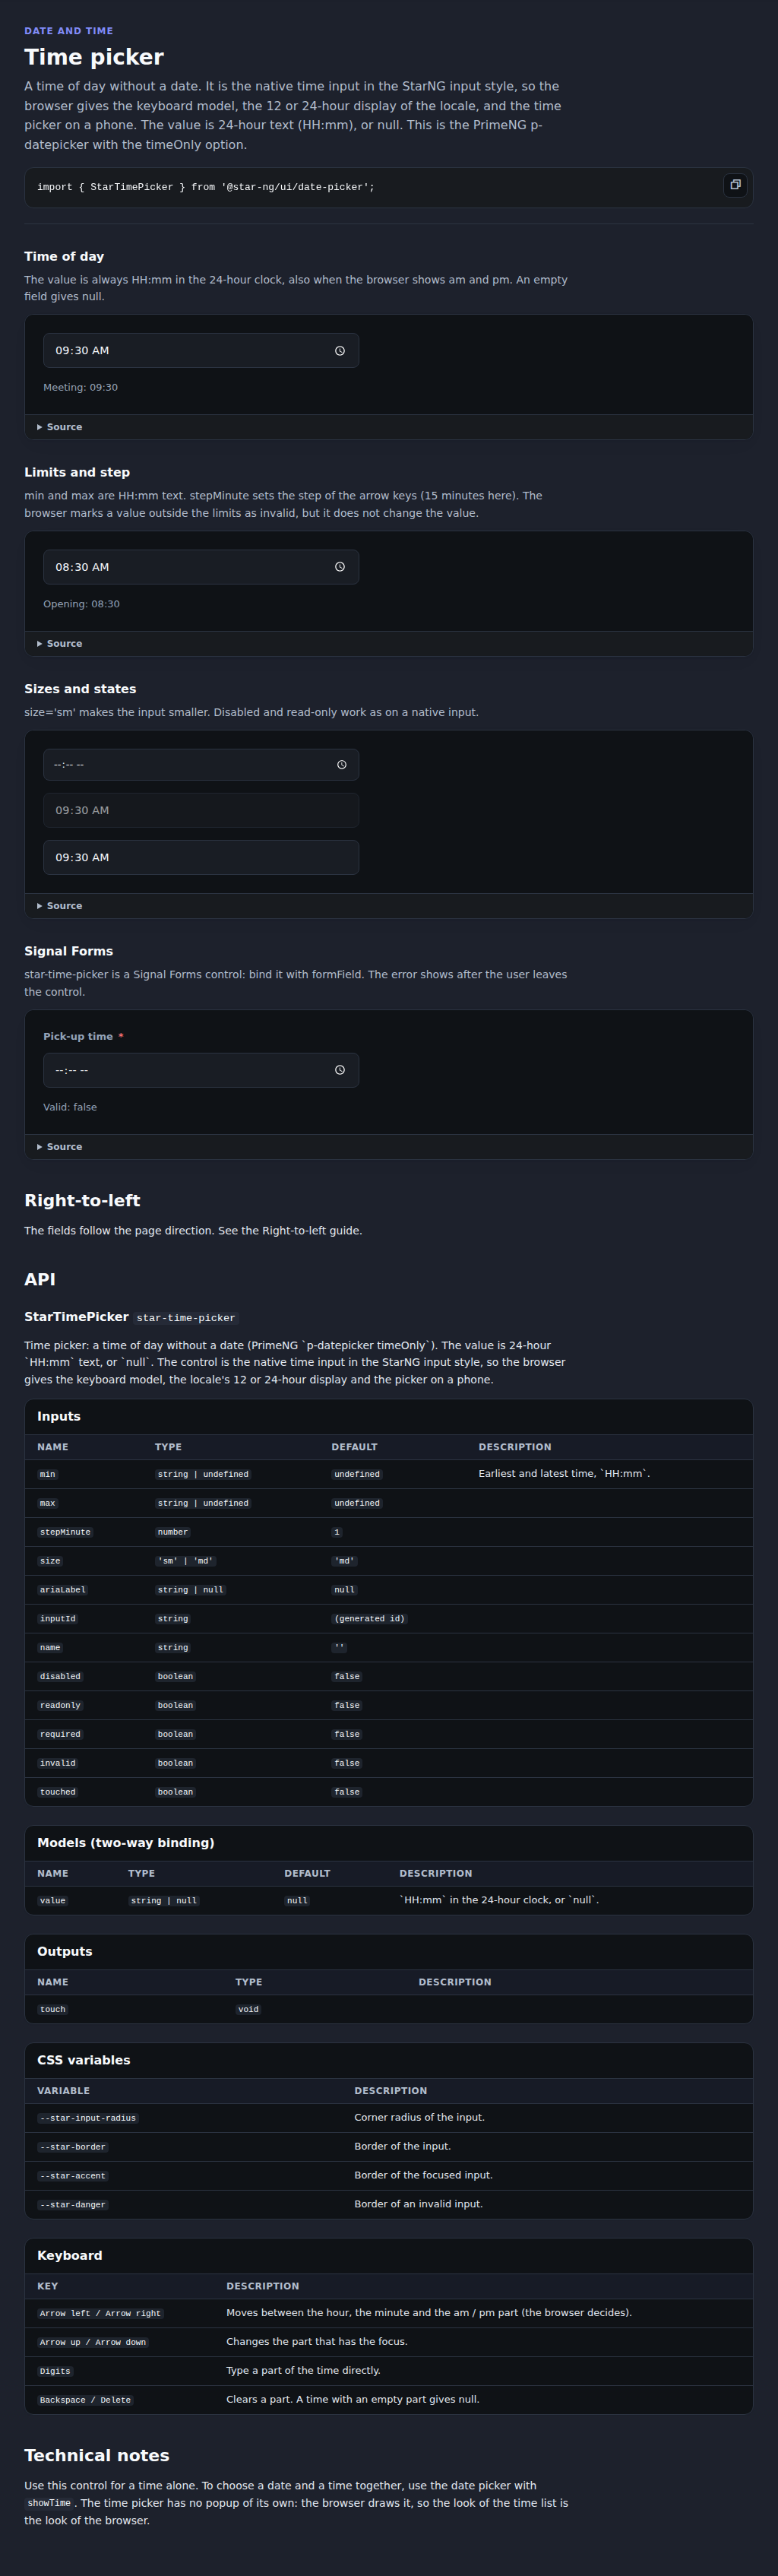 DATE AND TIME
Time picker
A time of day without a date. It is the native time input in the StarNG input style, so the
browser gives the keyboard model, the 12 or 24-hour display of the locale, and the time
picker on a phone. The value is 24-hour text (HH:mm), or null. This is the PrimeNG p-
datepicker with the timeOnly option.
import { StarTimePicker } from '@star-ng/ui/date-picker';
Time of day
The value is always HH:mm in the 24-hour clock, also when the browser shows am and pm. An empty
field gives null.
09:30 AM
Meeting: 09:30
Source
Limits and step
min and max are HH:mm text. stepMinute sets the step of the arrow keys (15 minutes here). The
browser marks a value outside the limits as invalid, but it does not change the value.
08:30 AM
Opening: 08:30
Source
Sizes and states
size='sm' makes the input smaller. Disabled and read-only work as on a native input.
--:-- --
09:30 AM
09:30 AM
Source
Signal Forms
star-time-picker is a Signal Forms control: bind it with formField. The error shows after the user leaves
the control.
Pick-up time *
--:-- --
Valid: false
Source
Right-to-left
The fields follow the page direction. See the Right-to-left guide.
API
StarTimePicker star-time-picker
Time picker: a time of day without a date (PrimeNG `p-datepicker timeOnly`). The value is 24-hour
`HH:mm` text, or `null`. The control is the native time input in the StarNG input style, so the browser
gives the keyboard model, the locale's 12 or 24-hour display and the picker on a phone.
Inputs
NAME TYPE DEFAULT DESCRIPTION
min string | undefined undefined Earliest and latest time, `HH:mm`.
max string | undefined undefined
stepMinute number 1
size 'sm' | 'md' 'md'
ariaLabel string | null null
inputId string (generated id)
name string ''
disabled boolean false
readonly boolean false
required boolean false
invalid boolean false
touched boolean false
Models (two-way binding)
NAME TYPE DEFAULT DESCRIPTION
value string | null null `HH:mm` in the 24-hour clock, or `null`.
Outputs
NAME TYPE DESCRIPTION
touch void
CSS variables
VARIABLE DESCRIPTION
--star-input-radius Corner radius of the input.
--star-border Border of the input.
--star-accent Border of the focused input.
--star-danger Border of an invalid input.
Keyboard
KEY DESCRIPTION
Arrow left / Arrow right Moves between the hour, the minute and the am / pm part (the browser decides).
Arrow up / Arrow down Changes the part that has the focus.
Digits Type a part of the time directly.
Backspace / Delete Clears a part. A time with an empty part gives null.
Technical notes
Use this control for a time alone. To choose a date and a time together, use the date picker with
showTime. The time picker has no popup of its own: the browser draws it, so the look of the time list is
the look of the browser.